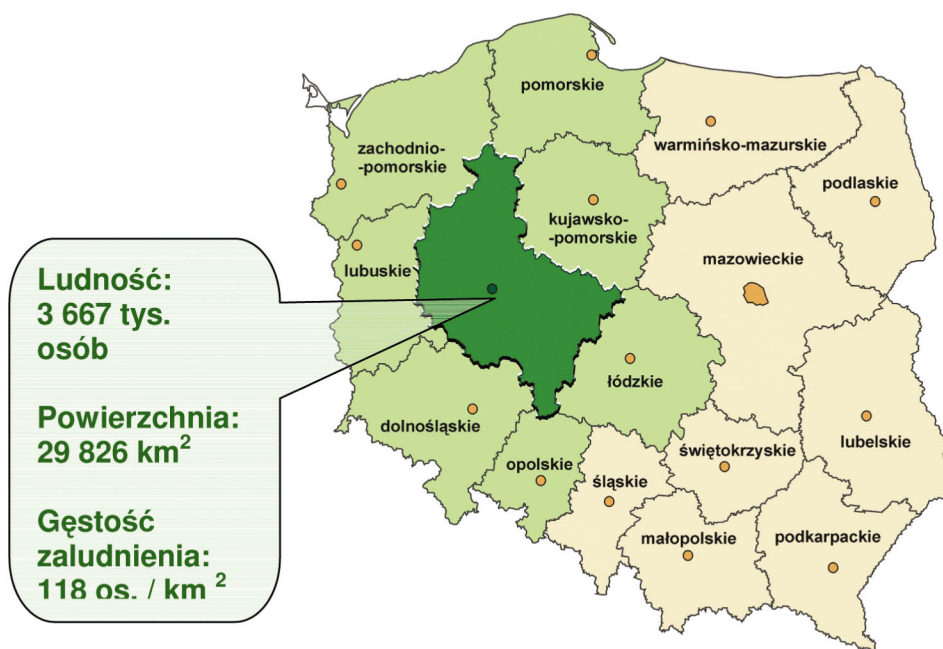 pomorskie
warmińsko-mazurskie
zachodnio-
-pomorskie
podlaskie
kujawsko-
-pomorskie
mazowieckie
lubuskie
Ludność:
3 667 tys.
osób
Powierzchnia:
29 826 km²
Gęstość
zaludnienia:
118 os. / km ²
łódzkie
dolnośląskie
lubelskie
świętokrzyskie
opolskie
śląskie
małopolskie
podkarpackie